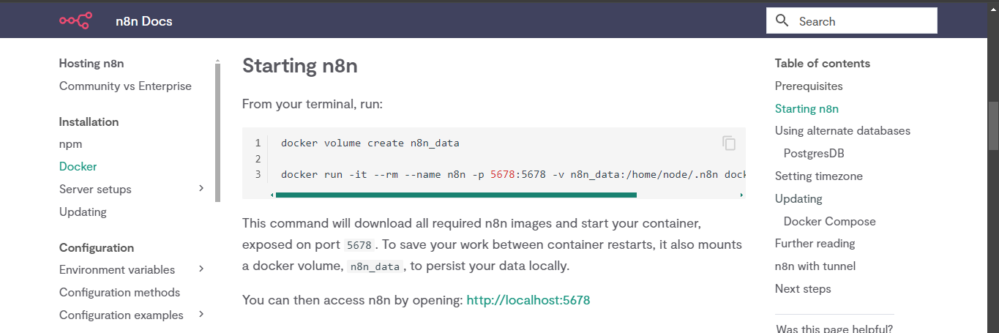 n8n Docs
Search
Hosting n8n
Community vs Enterprise
Installation
npm
Docker
Server setups
Updating
Configuration
Environment variables
Configuration methods
Configuration examples
Starting n8n
From your terminal, run:
1 docker volume create n8n_data
2
3 docker run -it --rm --name n8n -p 5678:5678 -v n8n_data:/home/node/.n8n dock
This command will download all required n8n images and start your container,
exposed on port 5678. To save your work between container restarts, it also mounts
a docker volume, n8n_data, to persist your data locally.
You can then access n8n by opening: http://localhost:5678
Table of contents
Prerequisites
Starting n8n
Using alternate databases
PostgresDB
Setting timezone
Updating
Docker Compose
Further reading
n8n with tunnel
Next steps
Was this page helpful?